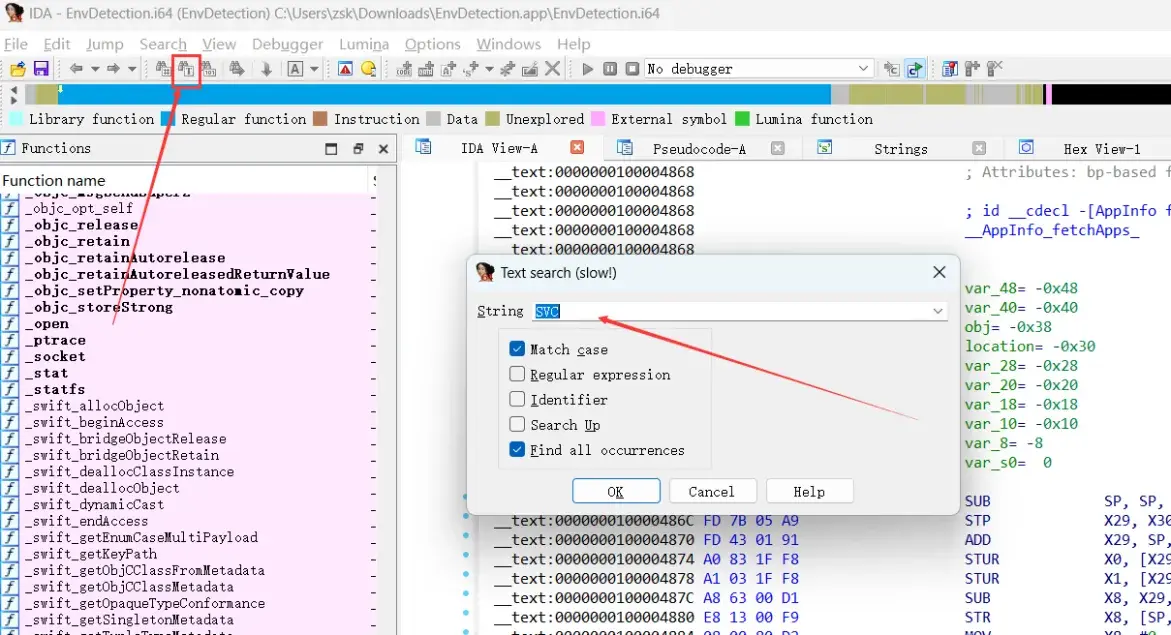 IDA - EnvDetection.i64 (EnvDetection) C:\Users\zsk\Downloads\EnvDetection.app\EnvDetection.i64
File Edit Jump Search View Debugger Lumina Options Windows Help
No debugger
Library function Regular function Instruction Data Unexplored External symbol Lumina function
Functions
IDA View-A Pseudocode-A Strings Hex View-1
Function name
_objc_opt_self
_objc_release
_objc_retain
_objc_retainAutorelease
_objc_retainAutoreleasedReturnValue
_objc_setProperty_nonatomic_copy
_objc_storeStrong
_open
_ptrace
_socket
_stat
_statfs
_swift_allocObject
_swift_beginAccess
_swift_bridgeObjectRelease
_swift_bridgeObjectRetain
_swift_deallocClassInstance
_swift_deallocObject
_swift_dynamicCast
_swift_endAccess
_swift_getEnumCaseMultiPayload
_swift_getKeyPath
_swift_getObjCClassFromMetadata
_swift_getObjCClassMetadata
_swift_getOpaqueTypeConformance
_swift_getSingletonMetadata
__text:0000000100004868 ; Attributes: bp-based f
__text:0000000100004868
__text:0000000100004868 ; id __cdecl -[AppInfo f
__text:0000000100004868 __AppInfo_fetchApps_
__text:0000000100004868
Text search (slow!)
String SVC
Match case
Regular expression
Identifier
Search Up
Find all occurrences
OK Cancel Help
var_48= -0x48
var_40= -0x40
obj= -0x38
location= -0x30
var_28= -0x28
var_20= -0x20
var_18= -0x18
var_10= -0x10
var_8= -8
var_s0= 0
SUB SP, SP,
__text:000000010000486C FD 7B 05 A9 STP X29, X30
__text:0000000100004870 FD 43 01 91 ADD X29, SP,
__text:0000000100004874 A0 83 1F F8 STUR X0, [X29
__text:0000000100004878 A1 03 1F F8 STUR X1, [X29
__text:000000010000487C A8 63 00 D1 SUB X8, X29,
__text:0000000100004880 E8 13 00 F9 STR X8, [SP,